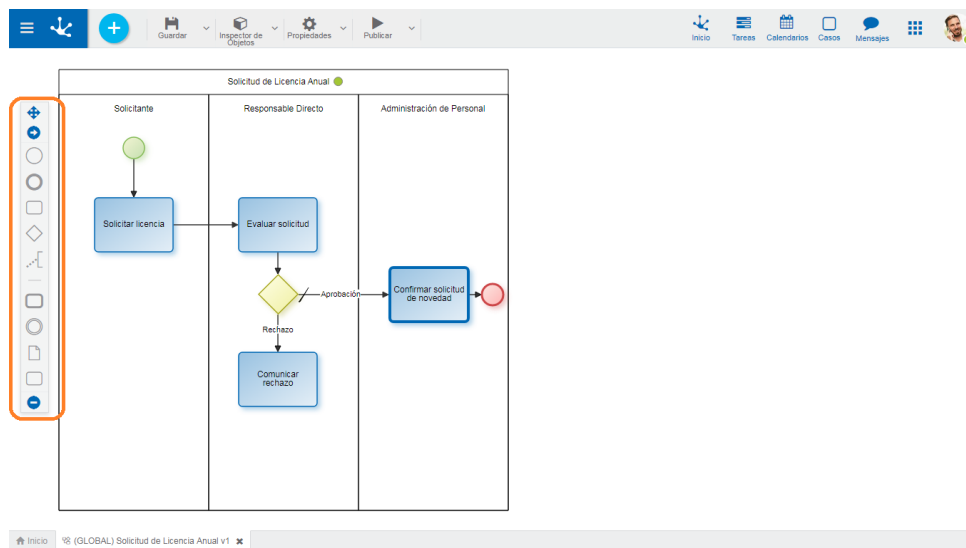 Guardar
Inspector de
Objetos
Propiedades
Publicar
Inicio
Tareas
Calendarios
Casos
Mensajes
Solicitud de Licencia Anual
Solicitante
Responsable Directo
Administración de Personal
Solicitar licencia
Evaluar solicitud
Aprobación
Confirmar solicitud
de novedad
Rechazo
Comunicar
rechazo
Inicio
(GLOBAL) Solicitud de Licencia Anual v1